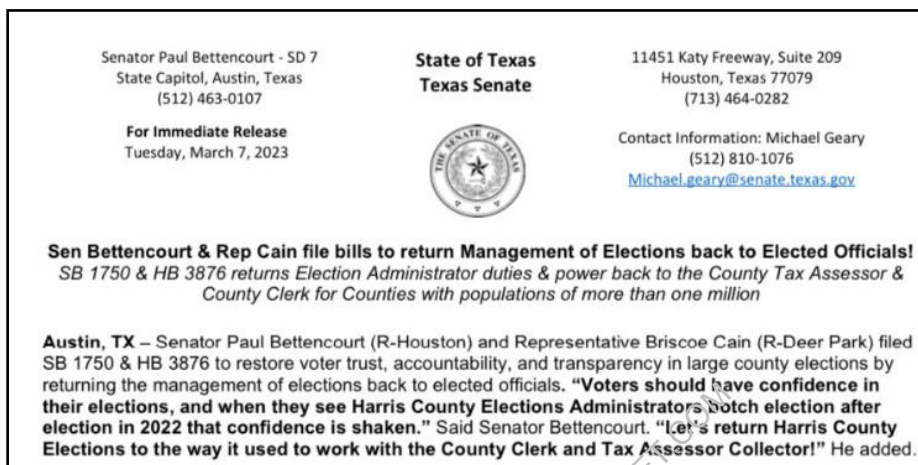 Senator Paul Bettencourt - SD 7
State Capitol, Austin, Texas
(512) 463-0107
For Immediate Release
Tuesday, March 7, 2023
State of Texas
Texas Senate
THE SENATE OF TEXAS
11451 Katy Freeway, Suite 209
Houston, Texas 77079
(713) 464-0282
Contact Information: Michael Geary
(512) 810-1076
Michael.geary@senate.texas.gov
Sen Bettencourt & Rep Cain file bills to return Management of Elections back to Elected Officials!
SB 1750 & HB 3876 returns Election Administrator duties & power back to the County Tax Assessor &
County Clerk for Counties with populations of more than one million
Austin, TX – Senator Paul Bettencourt (R-Houston) and Representative Briscoe Cain (R-Deer Park) filed
SB 1750 & HB 3876 to restore voter trust, accountability, and transparency in large county elections by
returning the management of elections back to elected officials. “Voters should have confidence in
their elections, and when they see Harris County Elections Administrators botch election after
election in 2022 that confidence is shaken.” Said Senator Bettencourt. “Let's return Harris County
Elections to the way it used to work with the County Clerk and Tax Assessor Collector!” He added.